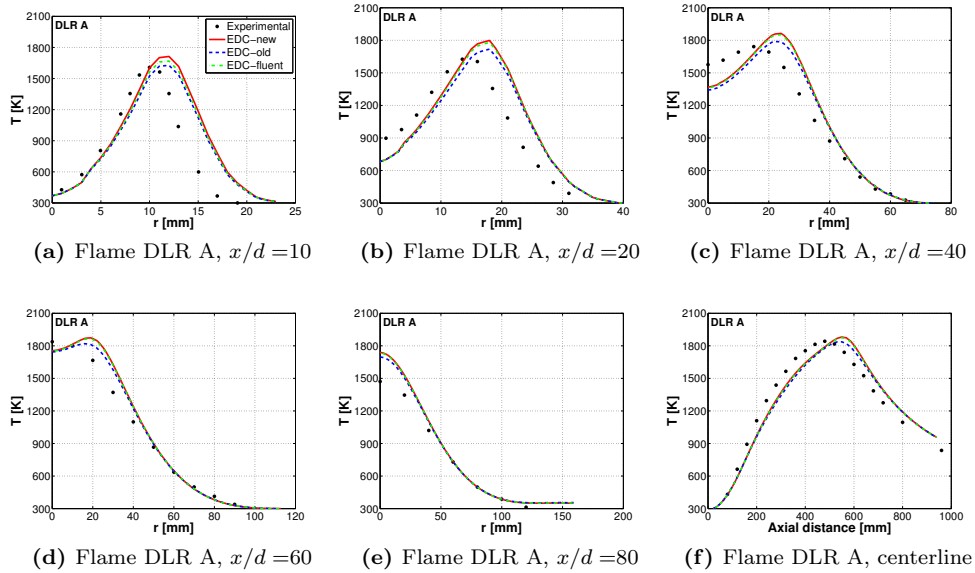 DLR A
Experimental
EDC-new
EDC-old
EDC-fluent
T [K]
2100
1800
1500
1200
900
600
300
0 5 10 15 20 25
r [mm]
(a) Flame DLR A, x/d =10
DLR A
T [K]
2100
1800
1500
1200
900
600
300
0 10 20 30 40
r [mm]
(b) Flame DLR A, x/d =20
DLR A
T [K]
2100
1800
1500
1200
900
600
300
0 20 40 60 80
r [mm]
(c) Flame DLR A, x/d =40
DLR A
T [K]
2100
1800
1500
1200
900
600
300
0 20 40 60 80 100 120
r [mm]
(d) Flame DLR A, x/d =60
DLR A
T [K]
2100
1800
1500
1200
900
600
300
0 50 100 150 200
r [mm]
(e) Flame DLR A, x/d =80
DLR A
T [K]
2100
1800
1500
1200
900
600
300
0 200 400 600 800 1000
Axial distance [mm]
(f) Flame DLR A, centerline